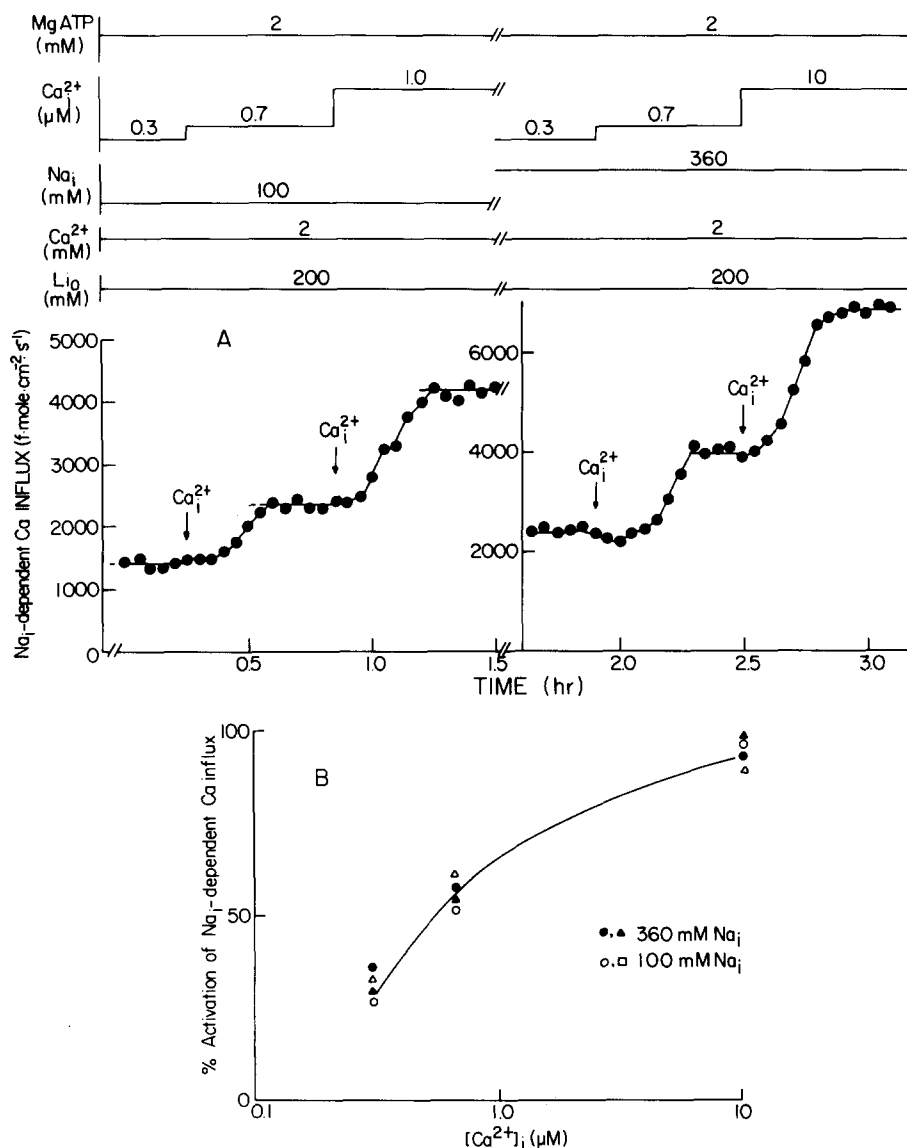 MgATP
(mM)
2
2
Ca²⁺i
(μM)
0.3
0.7
1.0
0.3
0.7
10
Nai
(mM)
100
360
Ca²⁺
(mM)
2
2
Lio
(mM)
200
200
A
Nai-dependent Ca INFLUX (f·mole·cm⁻²·s⁻¹)
5000
4000
3000
2000
1000
0
6000
4000
2000
Ca²⁺i
Ca²⁺i
Ca²⁺i
Ca²⁺i
0.5
1.0
1.5
2.0
2.5
3.0
TIME (hr)
B
% Activation of Nai-dependent Ca influx
100
50
0
0.1
1.0
10
●,▲ 360 mM Nai
○,□ 100 mM Nai
[Ca²⁺]i (μM)